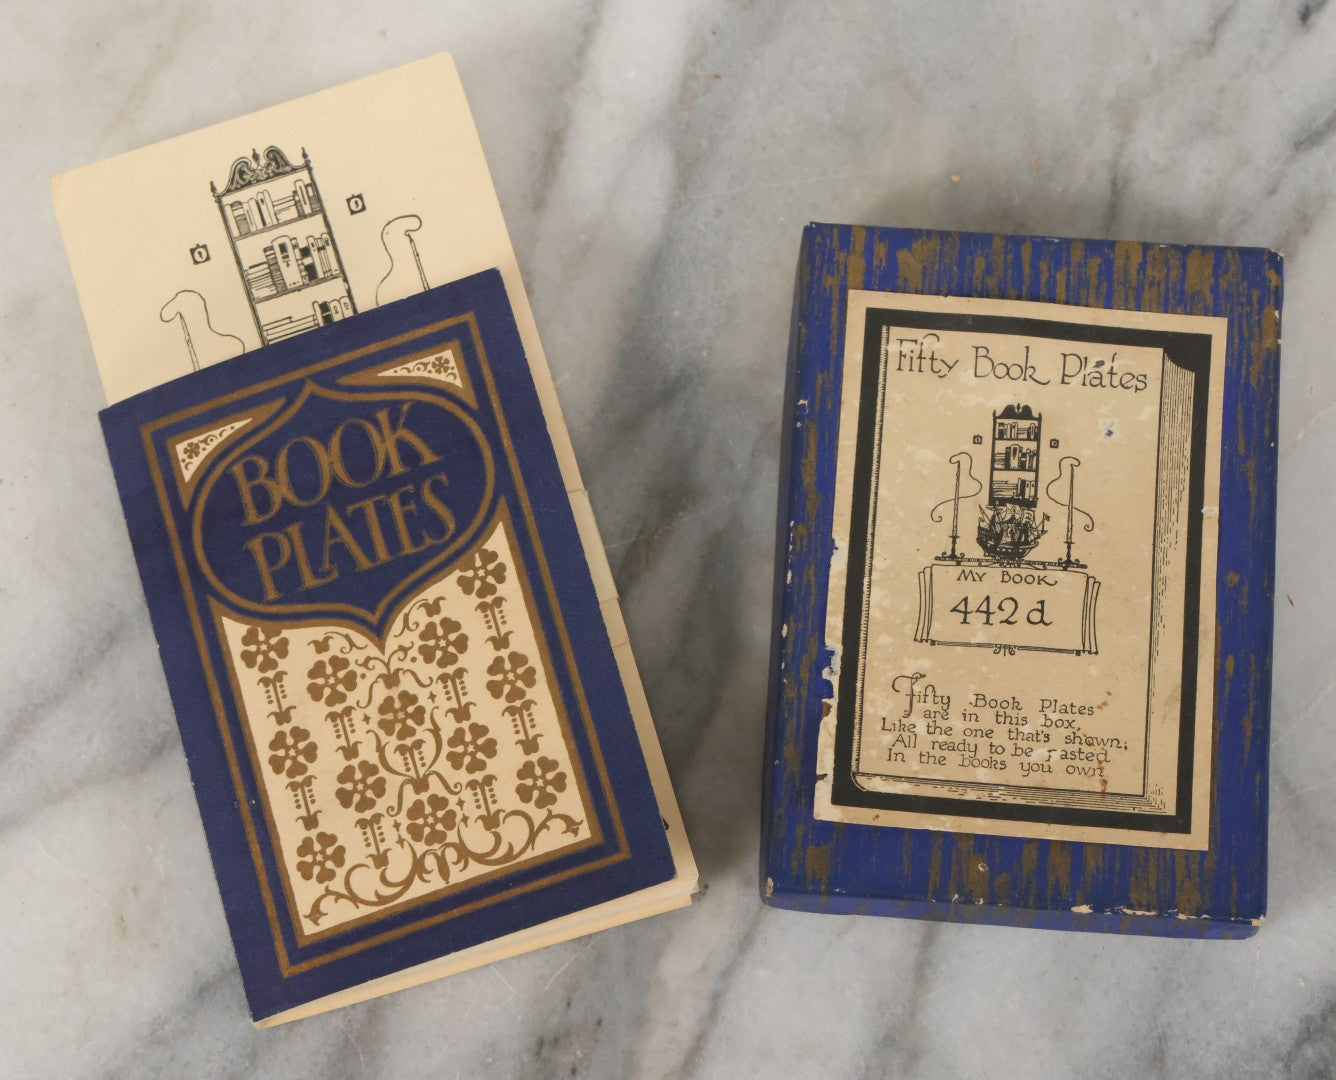 BOOK
PLATES
Fifty Book Plates
MY BOOK
442d
Fifty Book Plates
are in this box,
Like the one that's shown;
All ready to be pasted
In the books you own.